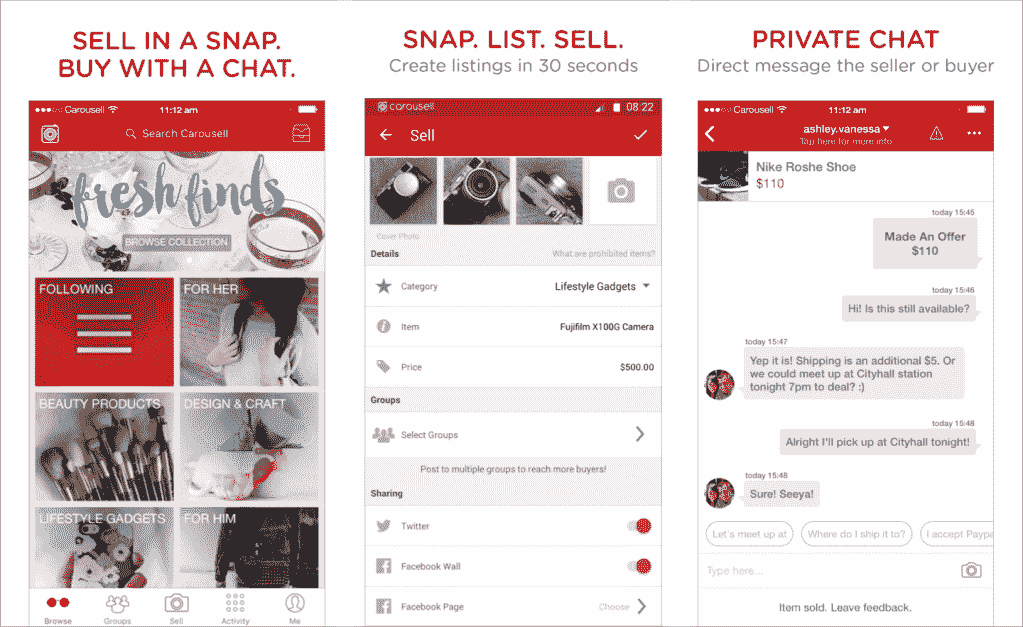 SELL IN A SNAP.
BUY WITH A CHAT.
Carousell
11:12 am
Search Carousell
fresh finds
BROWSE COLLECTION
FOLLOWING
FOR HER
BEAUTY PRODUCTS
DESIGN & CRAFT
LIFESTYLE GADGETS
FOR HIM
Browse
Groups
Sell
Activity
Me
SNAP. LIST. SELL.
Create listings in 30 seconds
carousell
08:22
Sell
Cover Photo
Details
What are prohibited items?
Category
Lifestyle Gadgets
Item
Fujifilm X100G Camera
Price
$500.00
Groups
Select Groups
Post to multiple groups to reach more buyers!
Sharing
Twitter
Facebook Wall
Facebook Page
Choose
PRIVATE CHAT
Direct message the seller or buyer
Carousell
11:12 am
ashley.vanessa
Tap here for more info
Nike Roshe Shoe
$110
today 15:45
Made An Offer
$110
today 15:46
Hi! Is this still available?
today 15:47
Yep it is! Shipping is an additional $5. Or
we could meet up at Cityhall station
tonight 7pm to deal? :)
today 15:48
Alright I'll pick up at Cityhall tonight!
today 15:48
Sure! Seeya!
Let's meet up at
Where do I ship it to?
I accept Paypa
Type here...
Item sold. Leave feedback.